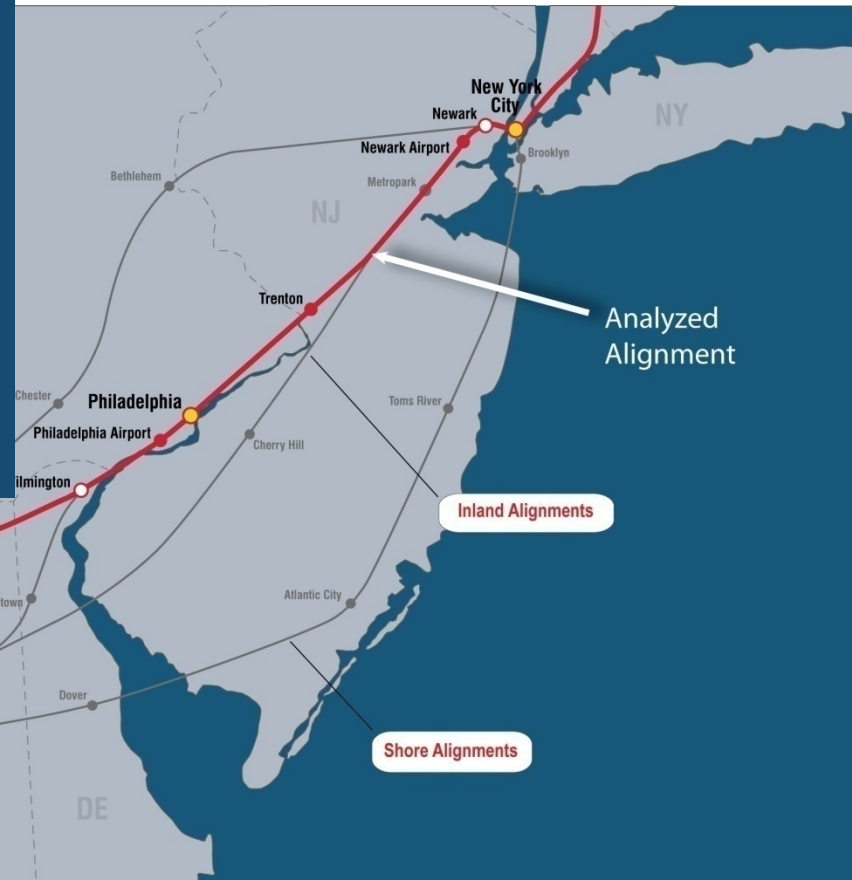 New York
City
Newark
NY
Newark Airport
Brooklyn
Bethlehem
Metropark
NJ
Trenton
Analyzed
Alignment
Chester
Philadelphia
Toms River
Philadelphia Airport
Cherry Hill
ilmington
Inland Alignments
Atlantic City
town
Dover
Shore Alignments
DE